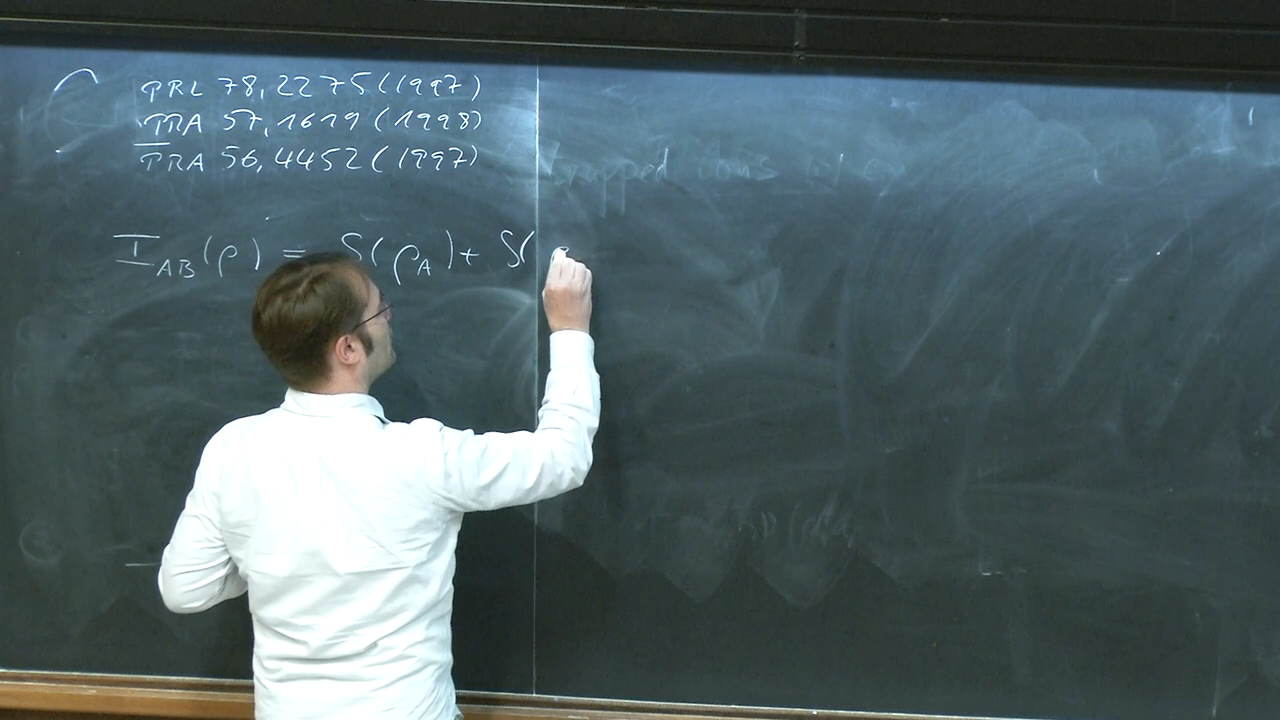 PRL 78, 2275 (1997)
PRA 57, 1619 (1998)
PRA 56, 4452 (1997)
I_AB(ρ) = S(ρ_A) + S(